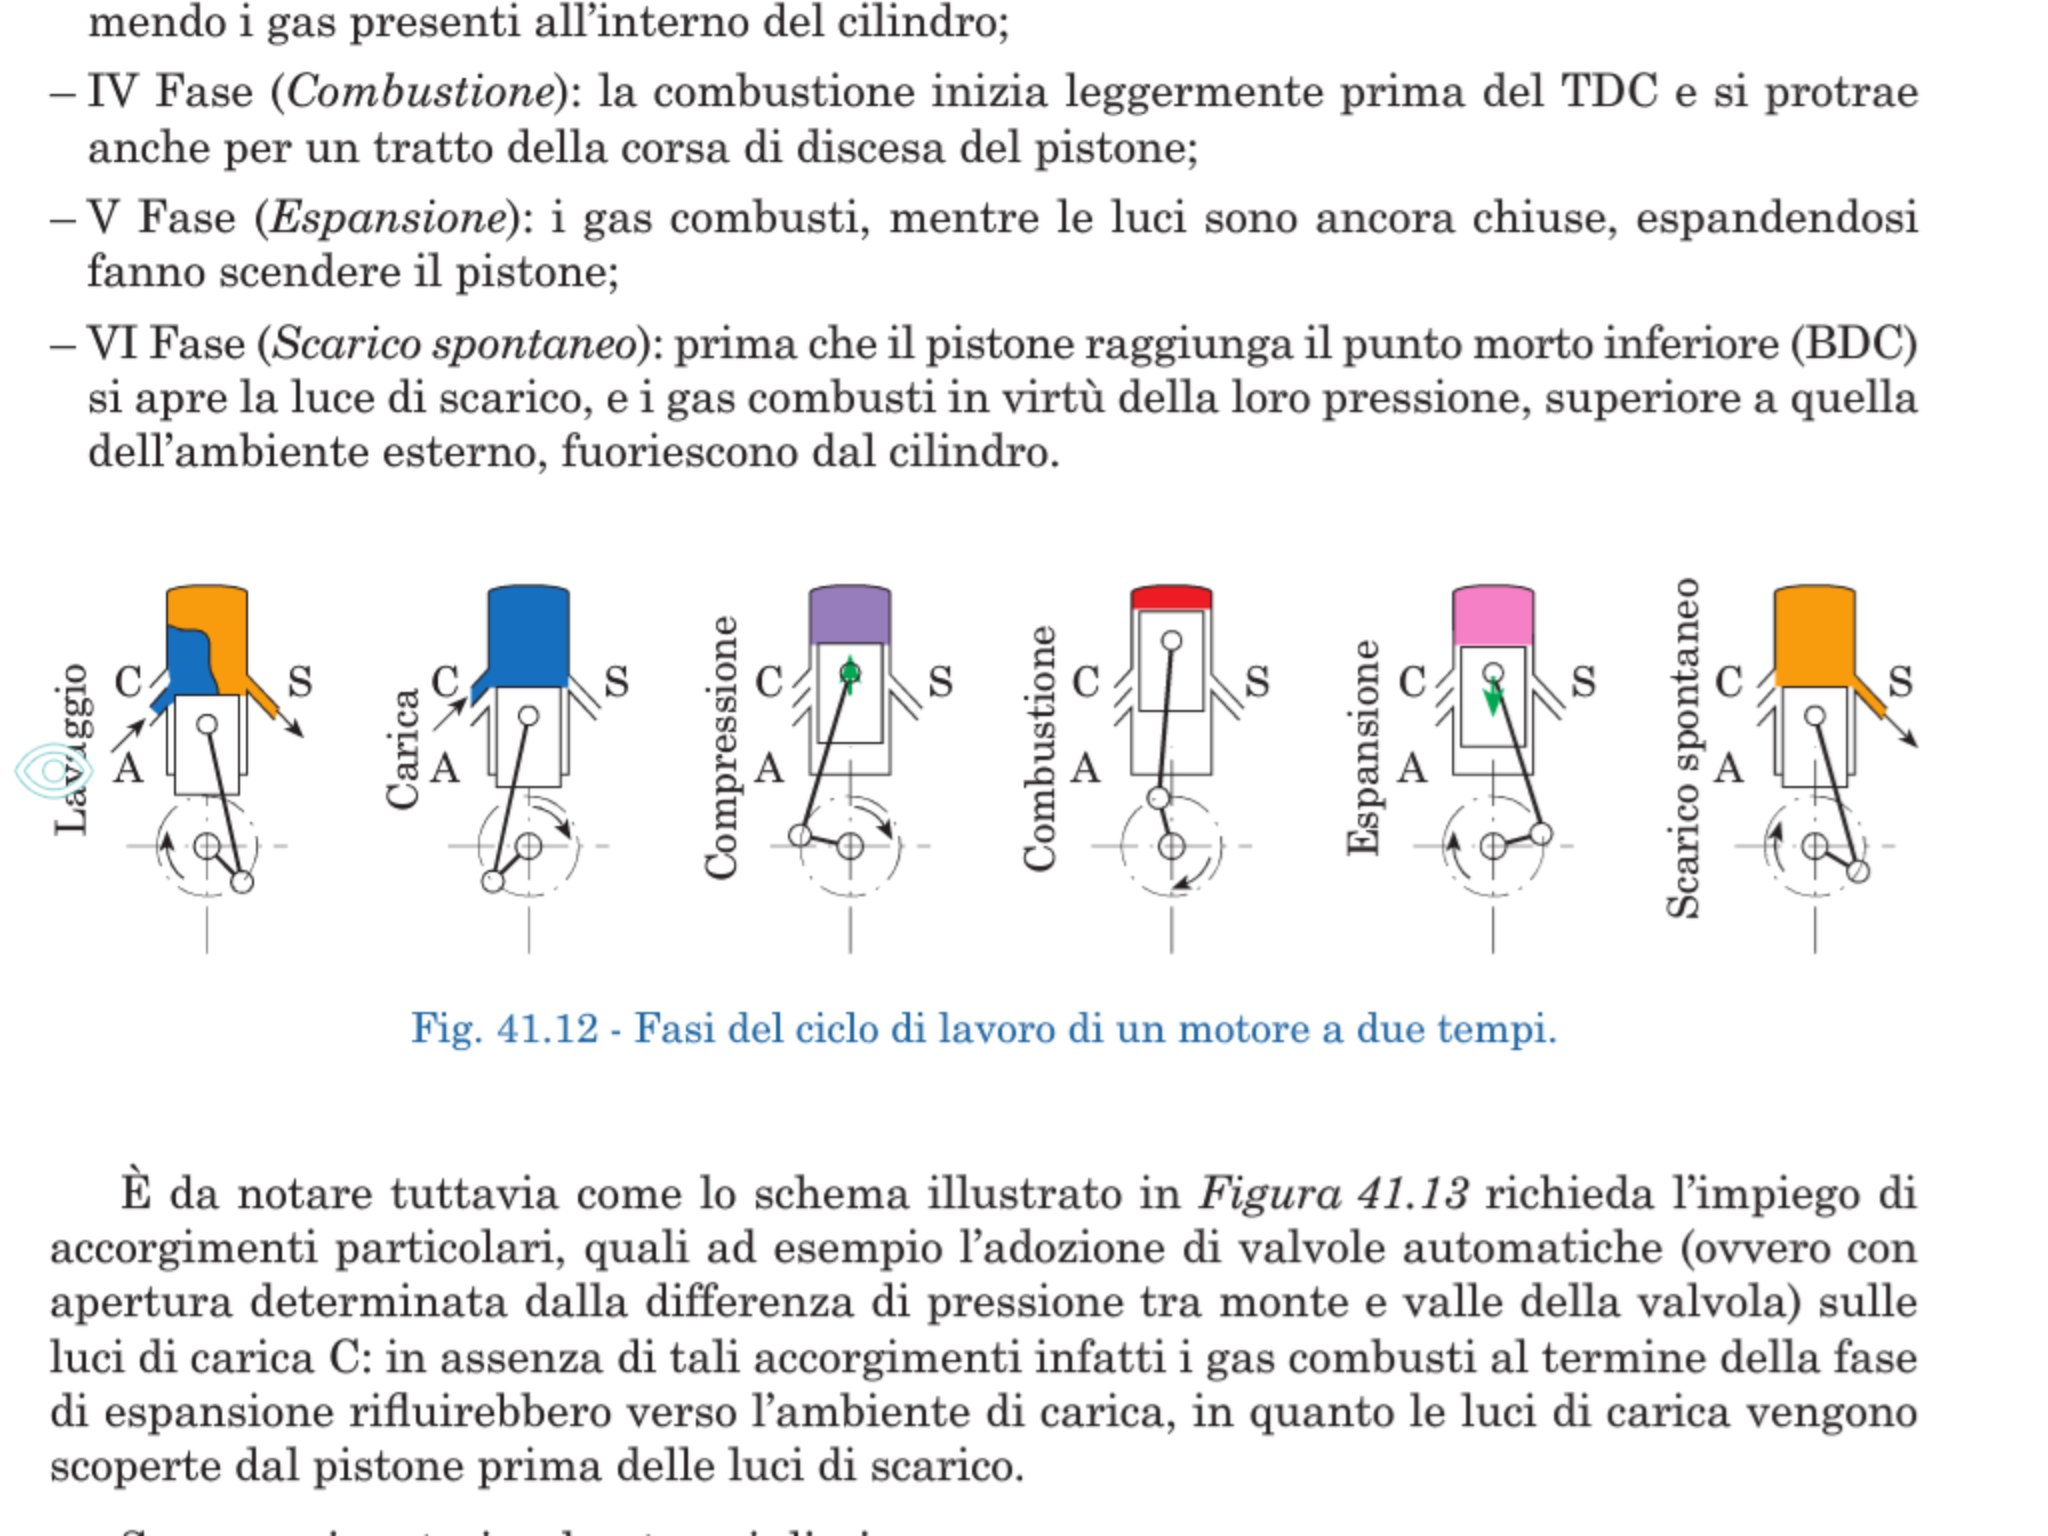 mendo i gas presenti all'interno del cilindro;
– IV Fase (Combustione): la combustione inizia leggermente prima del TDC e si protrae
anche per un tratto della corsa di discesa del pistone;
– V Fase (Espansione): i gas combusti, mentre le luci sono ancora chiuse, espandendosi
fanno scendere il pistone;
– VI Fase (Scarico spontaneo): prima che il pistone raggiunga il punto morto inferiore (BDC)
si apre la luce di scarico, e i gas combusti in virtù della loro pressione, superiore a quella
dell'ambiente esterno, fuoriescono dal cilindro.
Lavaggio
C
S
A
Carica
C
S
A
Compressione
C
S
A
Combustione
C
S
A
Espansione
C
S
A
Scarico spontaneo
C
S
A
Fig. 41.12 - Fasi del ciclo di lavoro di un motore a due tempi.
È da notare tuttavia come lo schema illustrato in Figura 41.13 richieda l'impiego di
accorgimenti particolari, quali ad esempio l'adozione di valvole automatiche (ovvero con
apertura determinata dalla differenza di pressione tra monte e valle della valvola) sulle
luci di carica C: in assenza di tali accorgimenti infatti i gas combusti al termine della fase
di espansione rifluirebbero verso l'ambiente di carica, in quanto le luci di carica vengono
scoperte dal pistone prima delle luci di scarico.